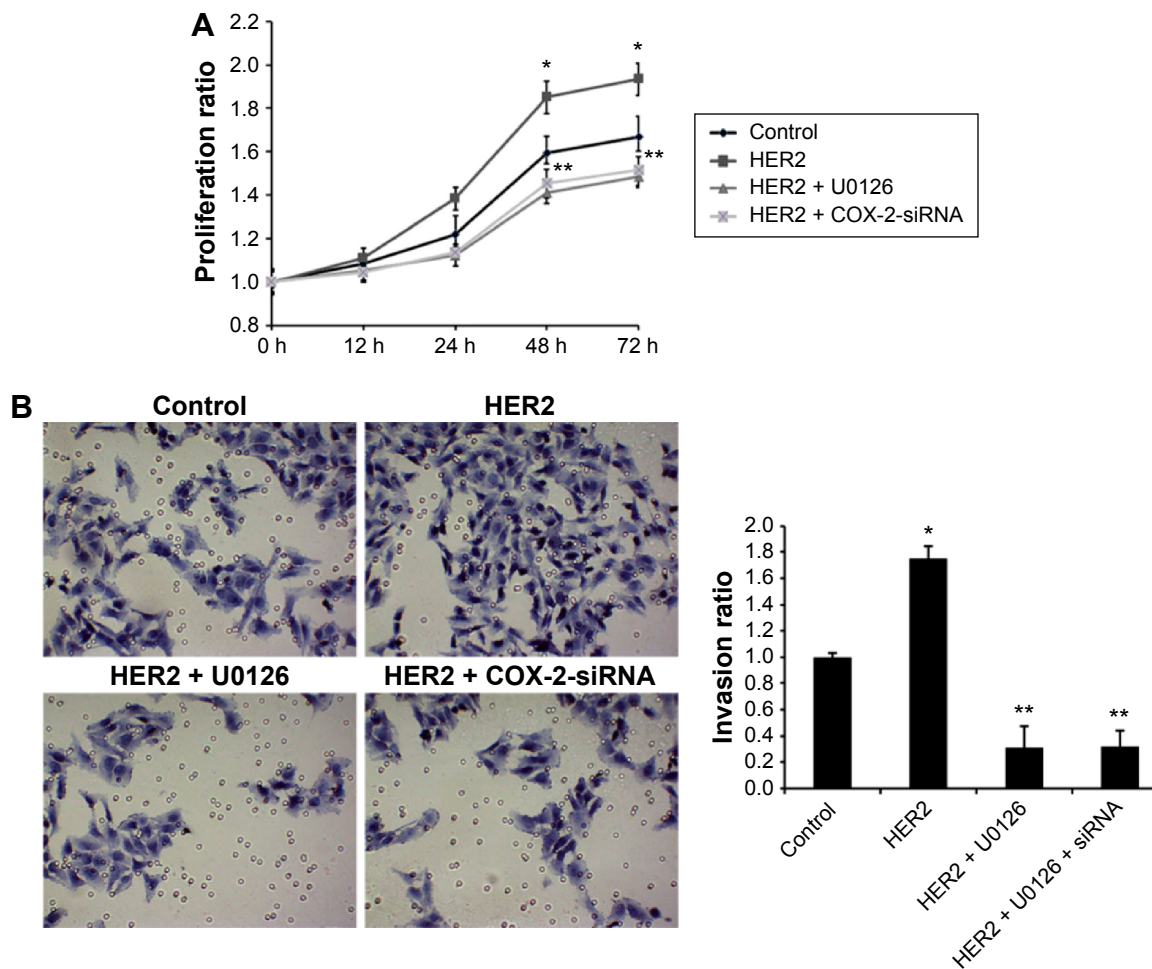 A
Proliferation ratio
2.2
2.0
1.8
1.6
1.4
1.2
1.0
0.8
0 h 12 h 24 h 48 h 72 h
*
*
**
**
Control
HER2
HER2 + U0126
HER2 + COX-2-siRNA
B
Control
HER2
HER2 + U0126
HER2 + COX-2-siRNA
Invasion ratio
2.0
1.8
1.6
1.4
1.2
1.0
0.8
0.6
0.4
0.2
0.0
*
**
**
Control
HER2
HER2 + U0126
HER2 + U0126 + siRNA